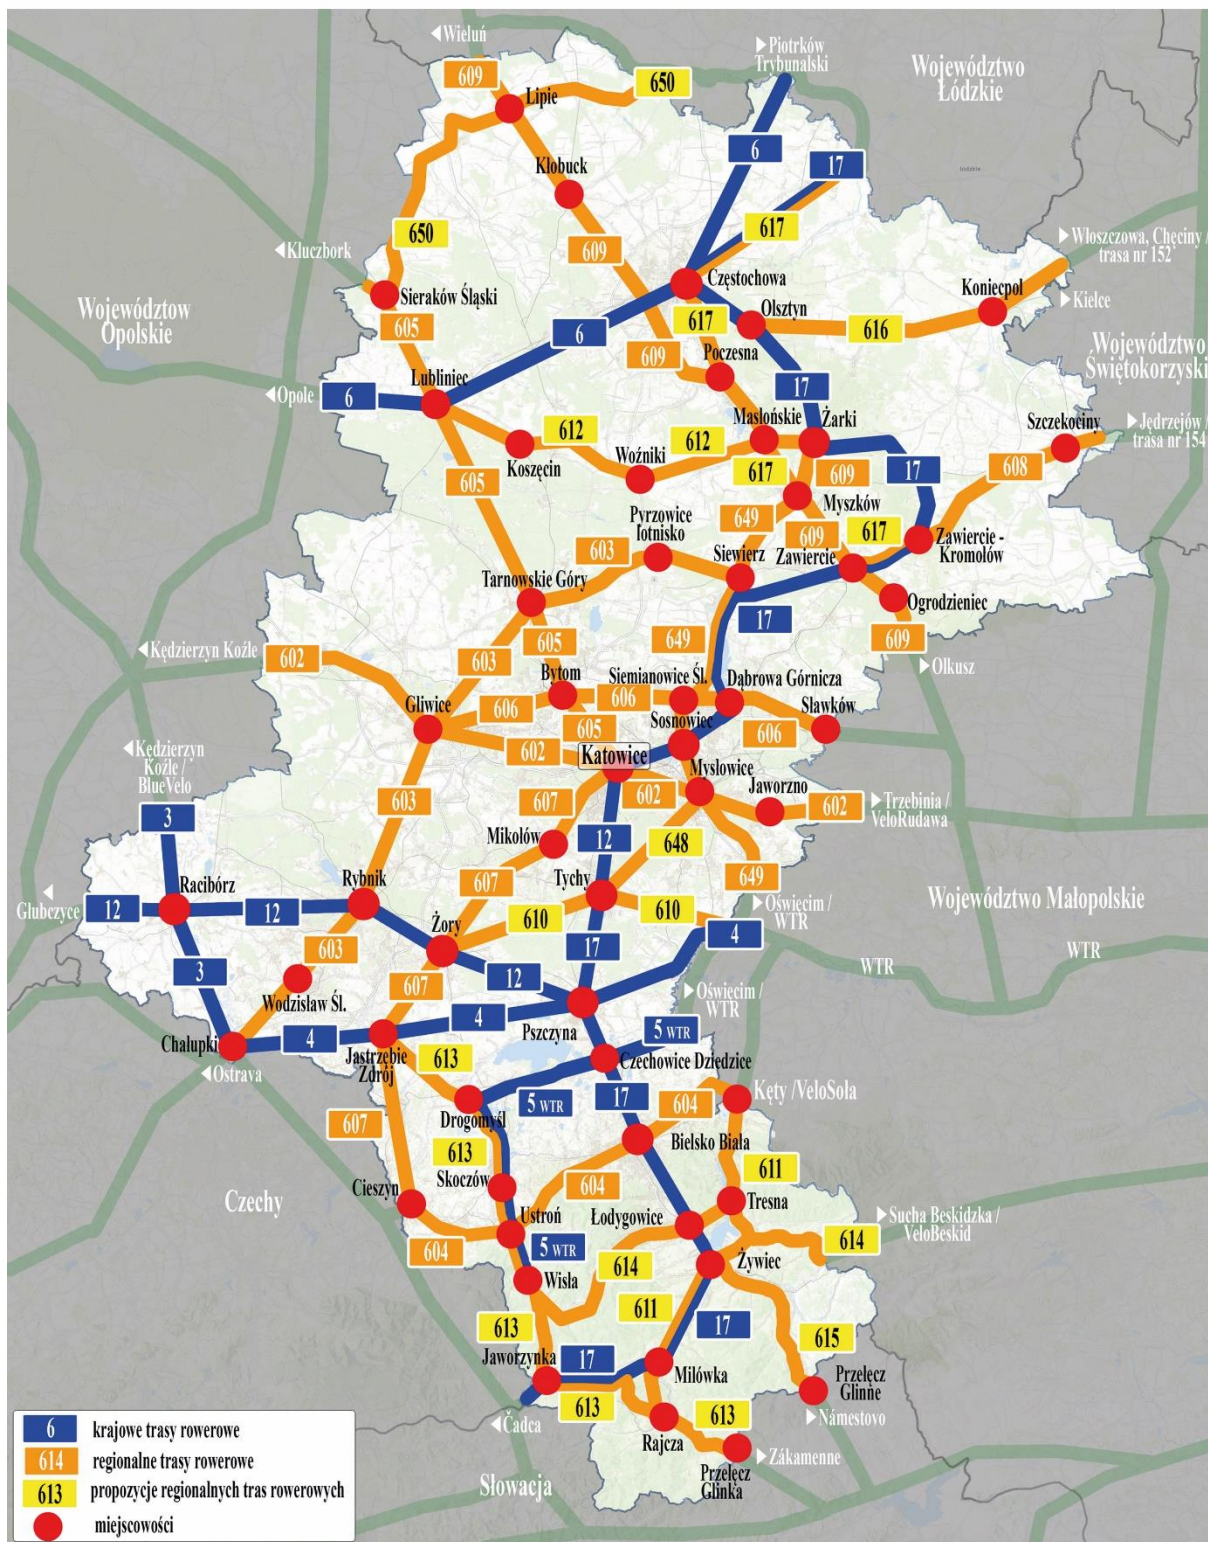 Wieluń
Piotrków
Trybunalski
Województwo
Łódzkie
609
650
Lipie
6
17
Kłobuck
650
617
609
Kluczbork
Włoszczowa, Chęciny /
trasa nr 152
Częstochowa
Koniecpol
Kielce
Sieraków Śląski
Olsztyn
Województow
Opolskie
605
6
617
616
Województwo
Świętokorzyski
609
Poczesna
Lubliniec
Opole
6
17
Masłońskie
Żarki
Szczekociny
Jędrzejów /
trasa nr 154
612
612
Koszęcin
Woźniki
617
609
17
608
605
Myszków
Pyrzowice
lotnisko
649
609
617
603
Siewierz
Zawiercie
Zawiercie -
Kromołów
Tarnowskie Góry
Ogrodzieniec
17
605
649
609
Kędzierzyn Koźle
602
603
Olkusz
Bytom
Siemianowice Śl.
Dąbrowa Górnicza
606
606
Gliwice
Sławków
605
Sosnowiec
606
602
Katowice
Kędzierzyn
Koźle /
BlueVelo
Mysłowice
Jaworzno
603
607
602
602
Trzebinia /
VeloRudawa
3
Mikołów
12
648
Racibórz
Rybnik
607
Tychy
649
Województwo Małopolskie
Głubczyce
12
12
Żory
610
610
Oświęcim /
WTR
603
17
4
WTR
WTR
3
607
12
Wodzisław Śl.
Oświęcim /
WTR
Pszczyna
4
Chałupki
4
5 WTR
Jastrzębie
Zdrój
613
Czechowice Dziedzice
Ostrava
5 WTR
17
604
Kęty /VeloSoła
607
Drogomyśl
Bielsko Biała
613
611
Skoczów
Cieszyn
604
Czechy
Tresna
Ustroń
Łodygowice
Sucha Beskidzka /
VeloBeskid
604
5 WTR
614
Żywiec
614
Wisła
611
613
17
615
Jaworzynka
17
Milówka
Przełęcz
Glinne
613
613
Námestovo
Čadca
Rajcza
Zákamenne
Przełęcz
Glinka
Słowacja
6 krajowe trasy rowerowe
614 regionalne trasy rowerowe
613 propozycje regionalnych tras rowerowych
miejscowości